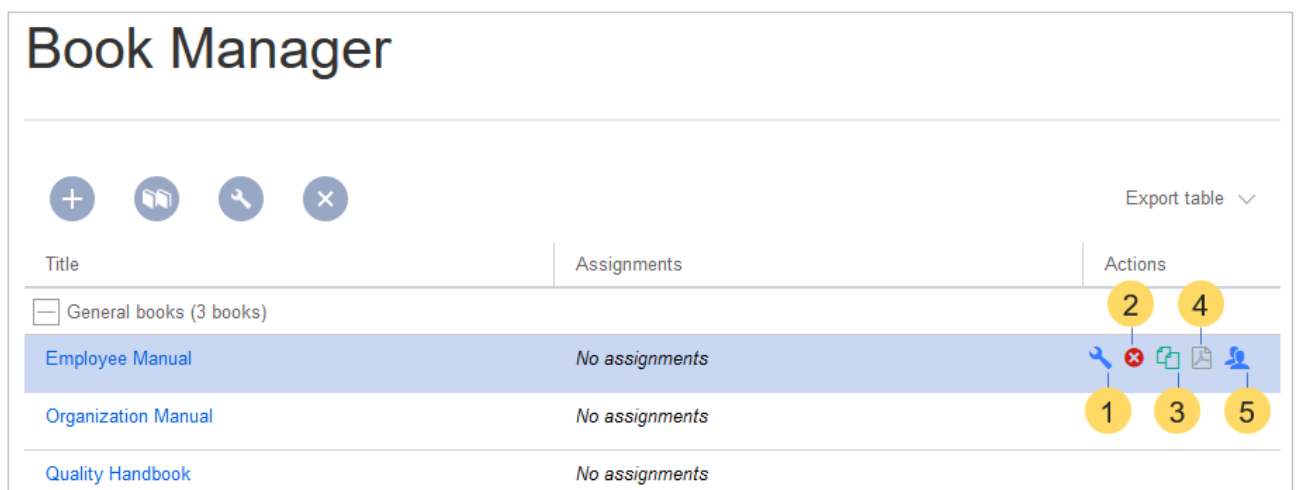 Book Manager
Export table
Title Assignments Actions
General books (3 books)
2 4
Employee Manual No assignments
1 3 5
Organization Manual No assignments
Quality Handbook No assignments